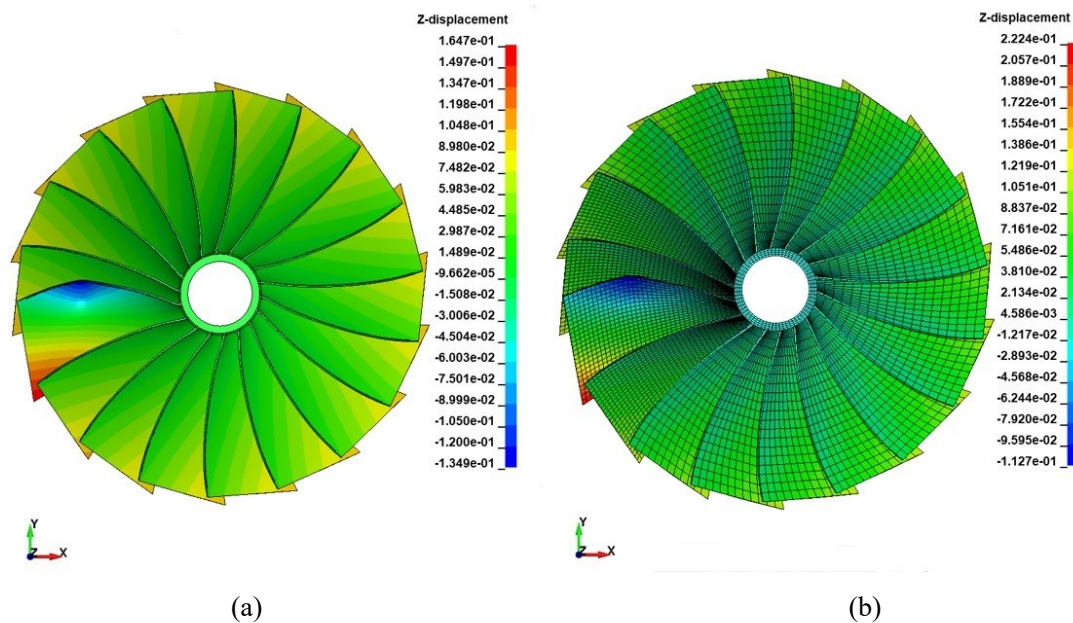 Z-displacement
1.647e-01
1.497e-01
1.347e-01
1.198e-01
1.048e-01
8.980e-02
7.482e-02
5.983e-02
4.485e-02
2.987e-02
1.489e-02
-9.662e-05
-1.508e-02
-3.006e-02
-4.504e-02
-6.003e-02
-7.501e-02
-8.999e-02
-1.050e-01
-1.200e-01
-1.349e-01
Y
Z X
(a)
Z-displacement
2.224e-01
2.057e-01
1.889e-01
1.722e-01
1.554e-01
1.386e-01
1.219e-01
1.051e-01
8.837e-02
7.161e-02
5.486e-02
3.810e-02
2.134e-02
4.586e-03
-1.217e-02
-2.893e-02
-4.568e-02
-6.244e-02
-7.920e-02
-9.595e-02
-1.127e-01
Y
Z X
(b)